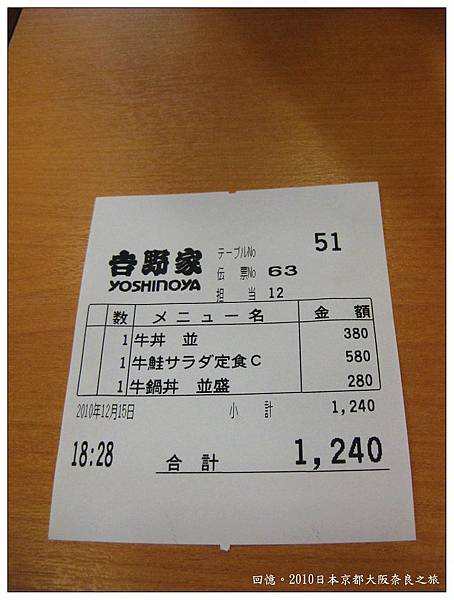 吉野家
YOSHINOYA
テーブルNo 51
伝票No 63
担当 12
数 メニュー名 金額
1 牛丼 並 380
1 牛鮭サラダ定食C 580
1 牛鍋丼 並盛 280
2010年12月15日 小計 1,240
18:28 合計 1,240
回憶。2010日本京都大阪奈良之旅